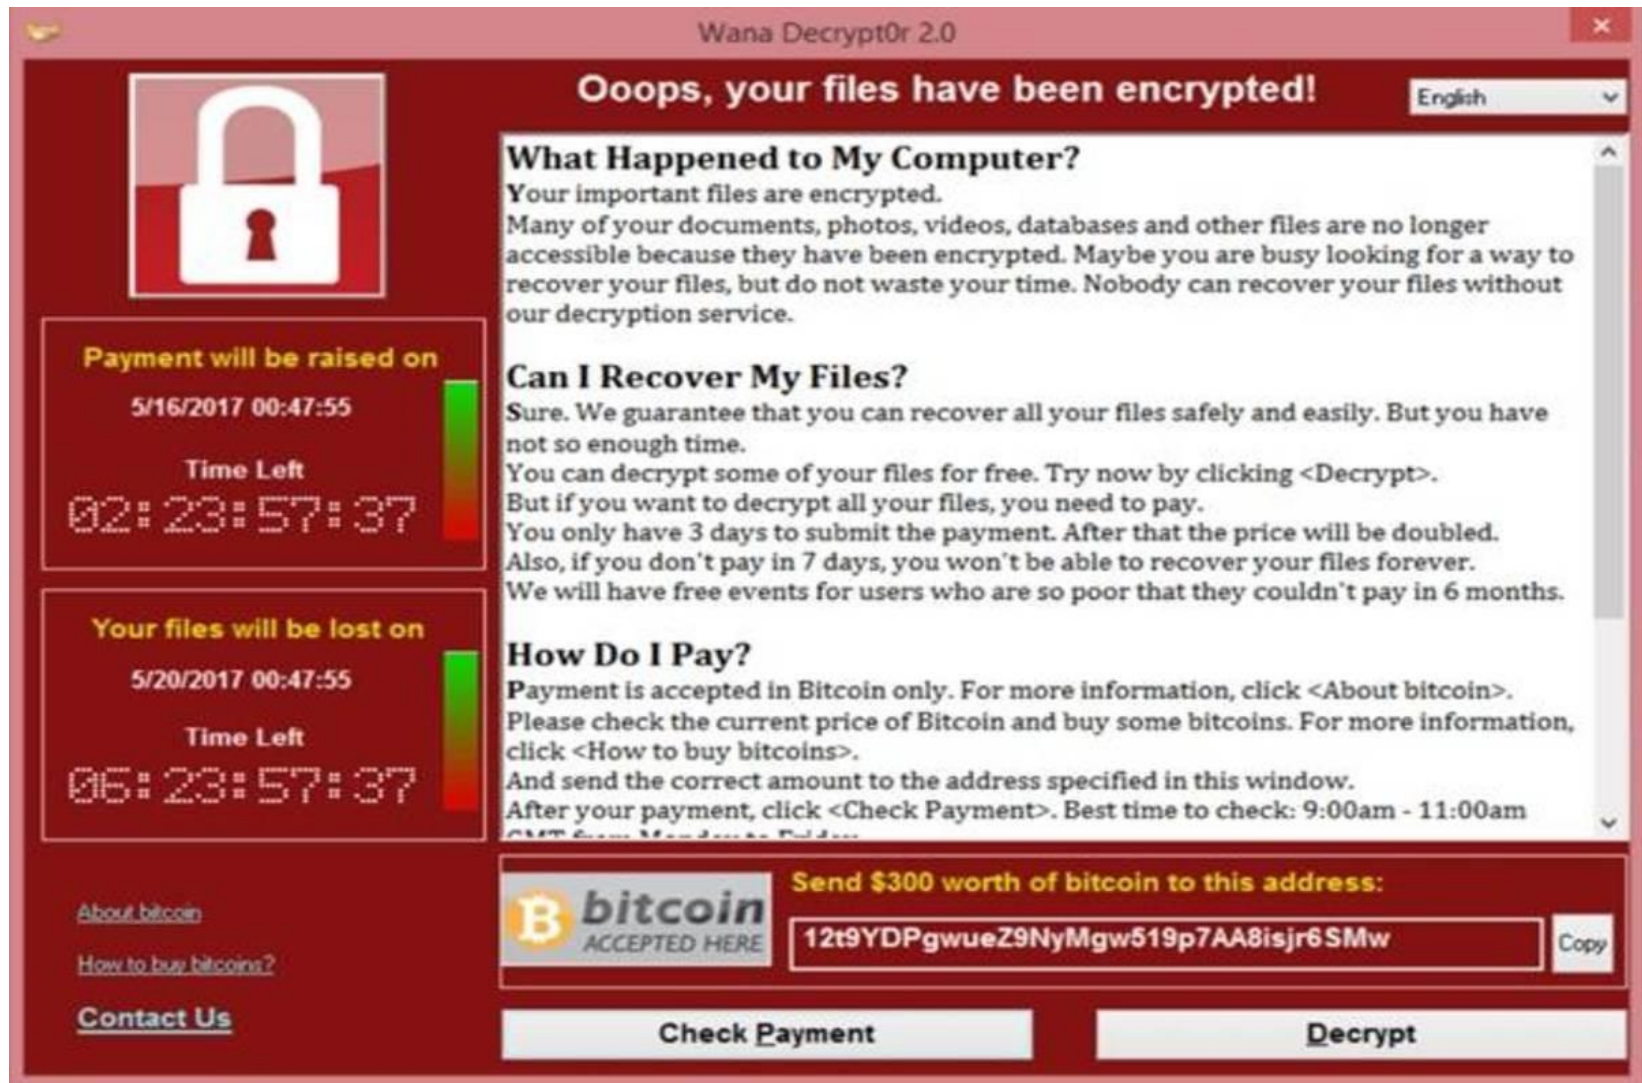 Wana Decrypt0r 2.0
Ooops, your files have been encrypted!
English
Payment will be raised on
5/16/2017 00:47:55
Time Left
02:23:57:37
Your files will be lost on
5/20/2017 00:47:55
Time Left
06:23:57:37
About bitcoin
How to buy bitcoins?
Contact Us
What Happened to My Computer?
Your important files are encrypted.
Many of your documents, photos, videos, databases and other files are no longer
accessible because they have been encrypted. Maybe you are busy looking for a way to
recover your files, but do not waste your time. Nobody can recover your files without
our decryption service.
Can I Recover My Files?
Sure. We guarantee that you can recover all your files safely and easily. But you have
not so enough time.
You can decrypt some of your files for free. Try now by clicking <Decrypt>.
But if you want to decrypt all your files, you need to pay.
You only have 3 days to submit the payment. After that the price will be doubled.
Also, if you don't pay in 7 days, you won't be able to recover your files forever.
We will have free events for users who are so poor that they couldn't pay in 6 months.
How Do I Pay?
Payment is accepted in Bitcoin only. For more information, click <About bitcoin>.
Please check the current price of Bitcoin and buy some bitcoins. For more information,
click <How to buy bitcoins>.
And send the correct amount to the address specified in this window.
After your payment, click <Check Payment>. Best time to check: 9:00am - 11:00am
GMT from Monday to Friday
bitcoin
ACCEPTED HERE
Send $300 worth of bitcoin to this address:
12t9YDPgwueZ9NyMgw519p7AA8isjr6SMw
Copy
Check Payment
Decrypt